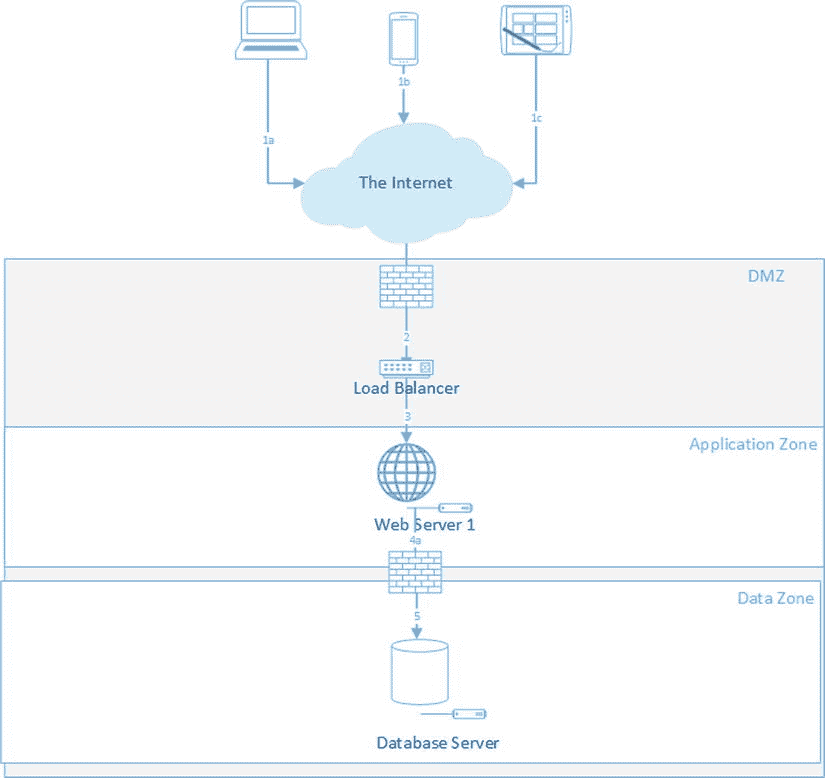 1b
1a
1c
The Internet
DMZ
2
Load Balancer
3
Application Zone
Web Server 1
4a
Data Zone
5
Database Server